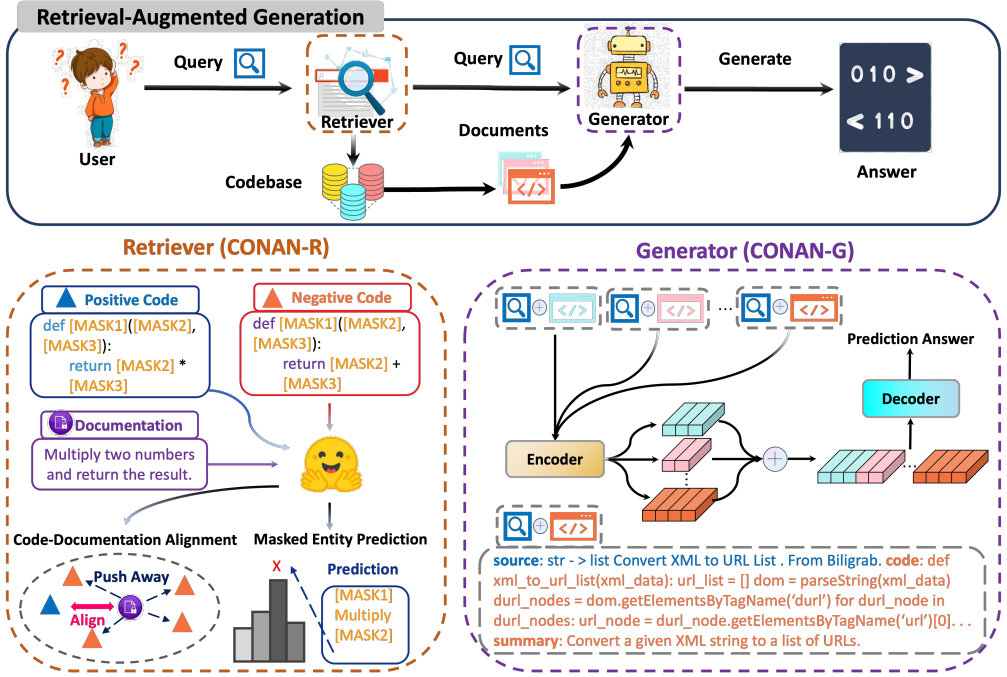 Retrieval-Augmented Generation
Query
Query
Generate
Retriever
Generator
010 >
< 110
User
Codebase
Documents
Answer
</>
Retriever (CONAN-R)
Positive Code
def [MASK1]([MASK2],
[MASK3]):
return [MASK2] *
[MASK3]
Negative Code
def [MASK1]([MASK2],
[MASK3]):
return [MASK2] +
[MASK3]
Documentation
Multiply two numbers
and return the result.
Code-Documentation Alignment
Push Away
Align
Masked Entity Prediction
X
Prediction
[MASK1]
Multiply
[MASK2]
Generator (CONAN-G)
</>
</>
...
</>
Prediction Answer
Decoder
Encoder
...
</>
source: str -> list Convert XML to URL List . From Biligrab. code: def
xml_to_url_list(xml_data): url_list = [] dom = parseString(xml_data)
durl_nodes = dom.getElementsByTagName(‘durl’) for durl_node in
durl_nodes: url_node = durl_node.getElementsByTagName(‘url’)[0]. . .
summary: Convert a given XML string to a list of URLs.